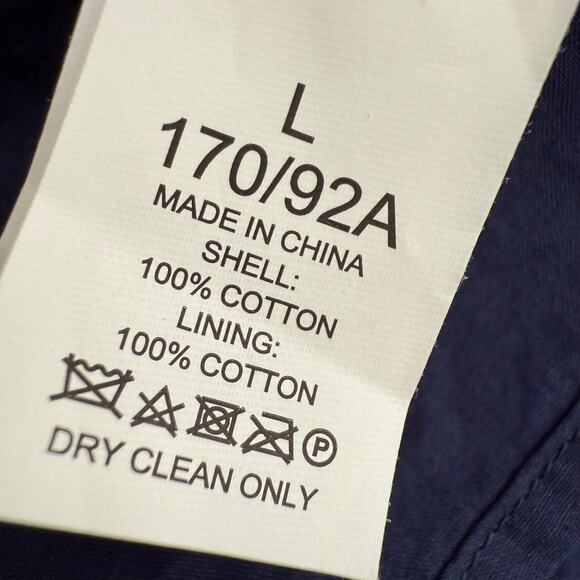 L
170/92A
MADE IN CHINA
SHELL:
100% COTTON
LINING:
100% COTTON
P
DRY CLEAN ONLY